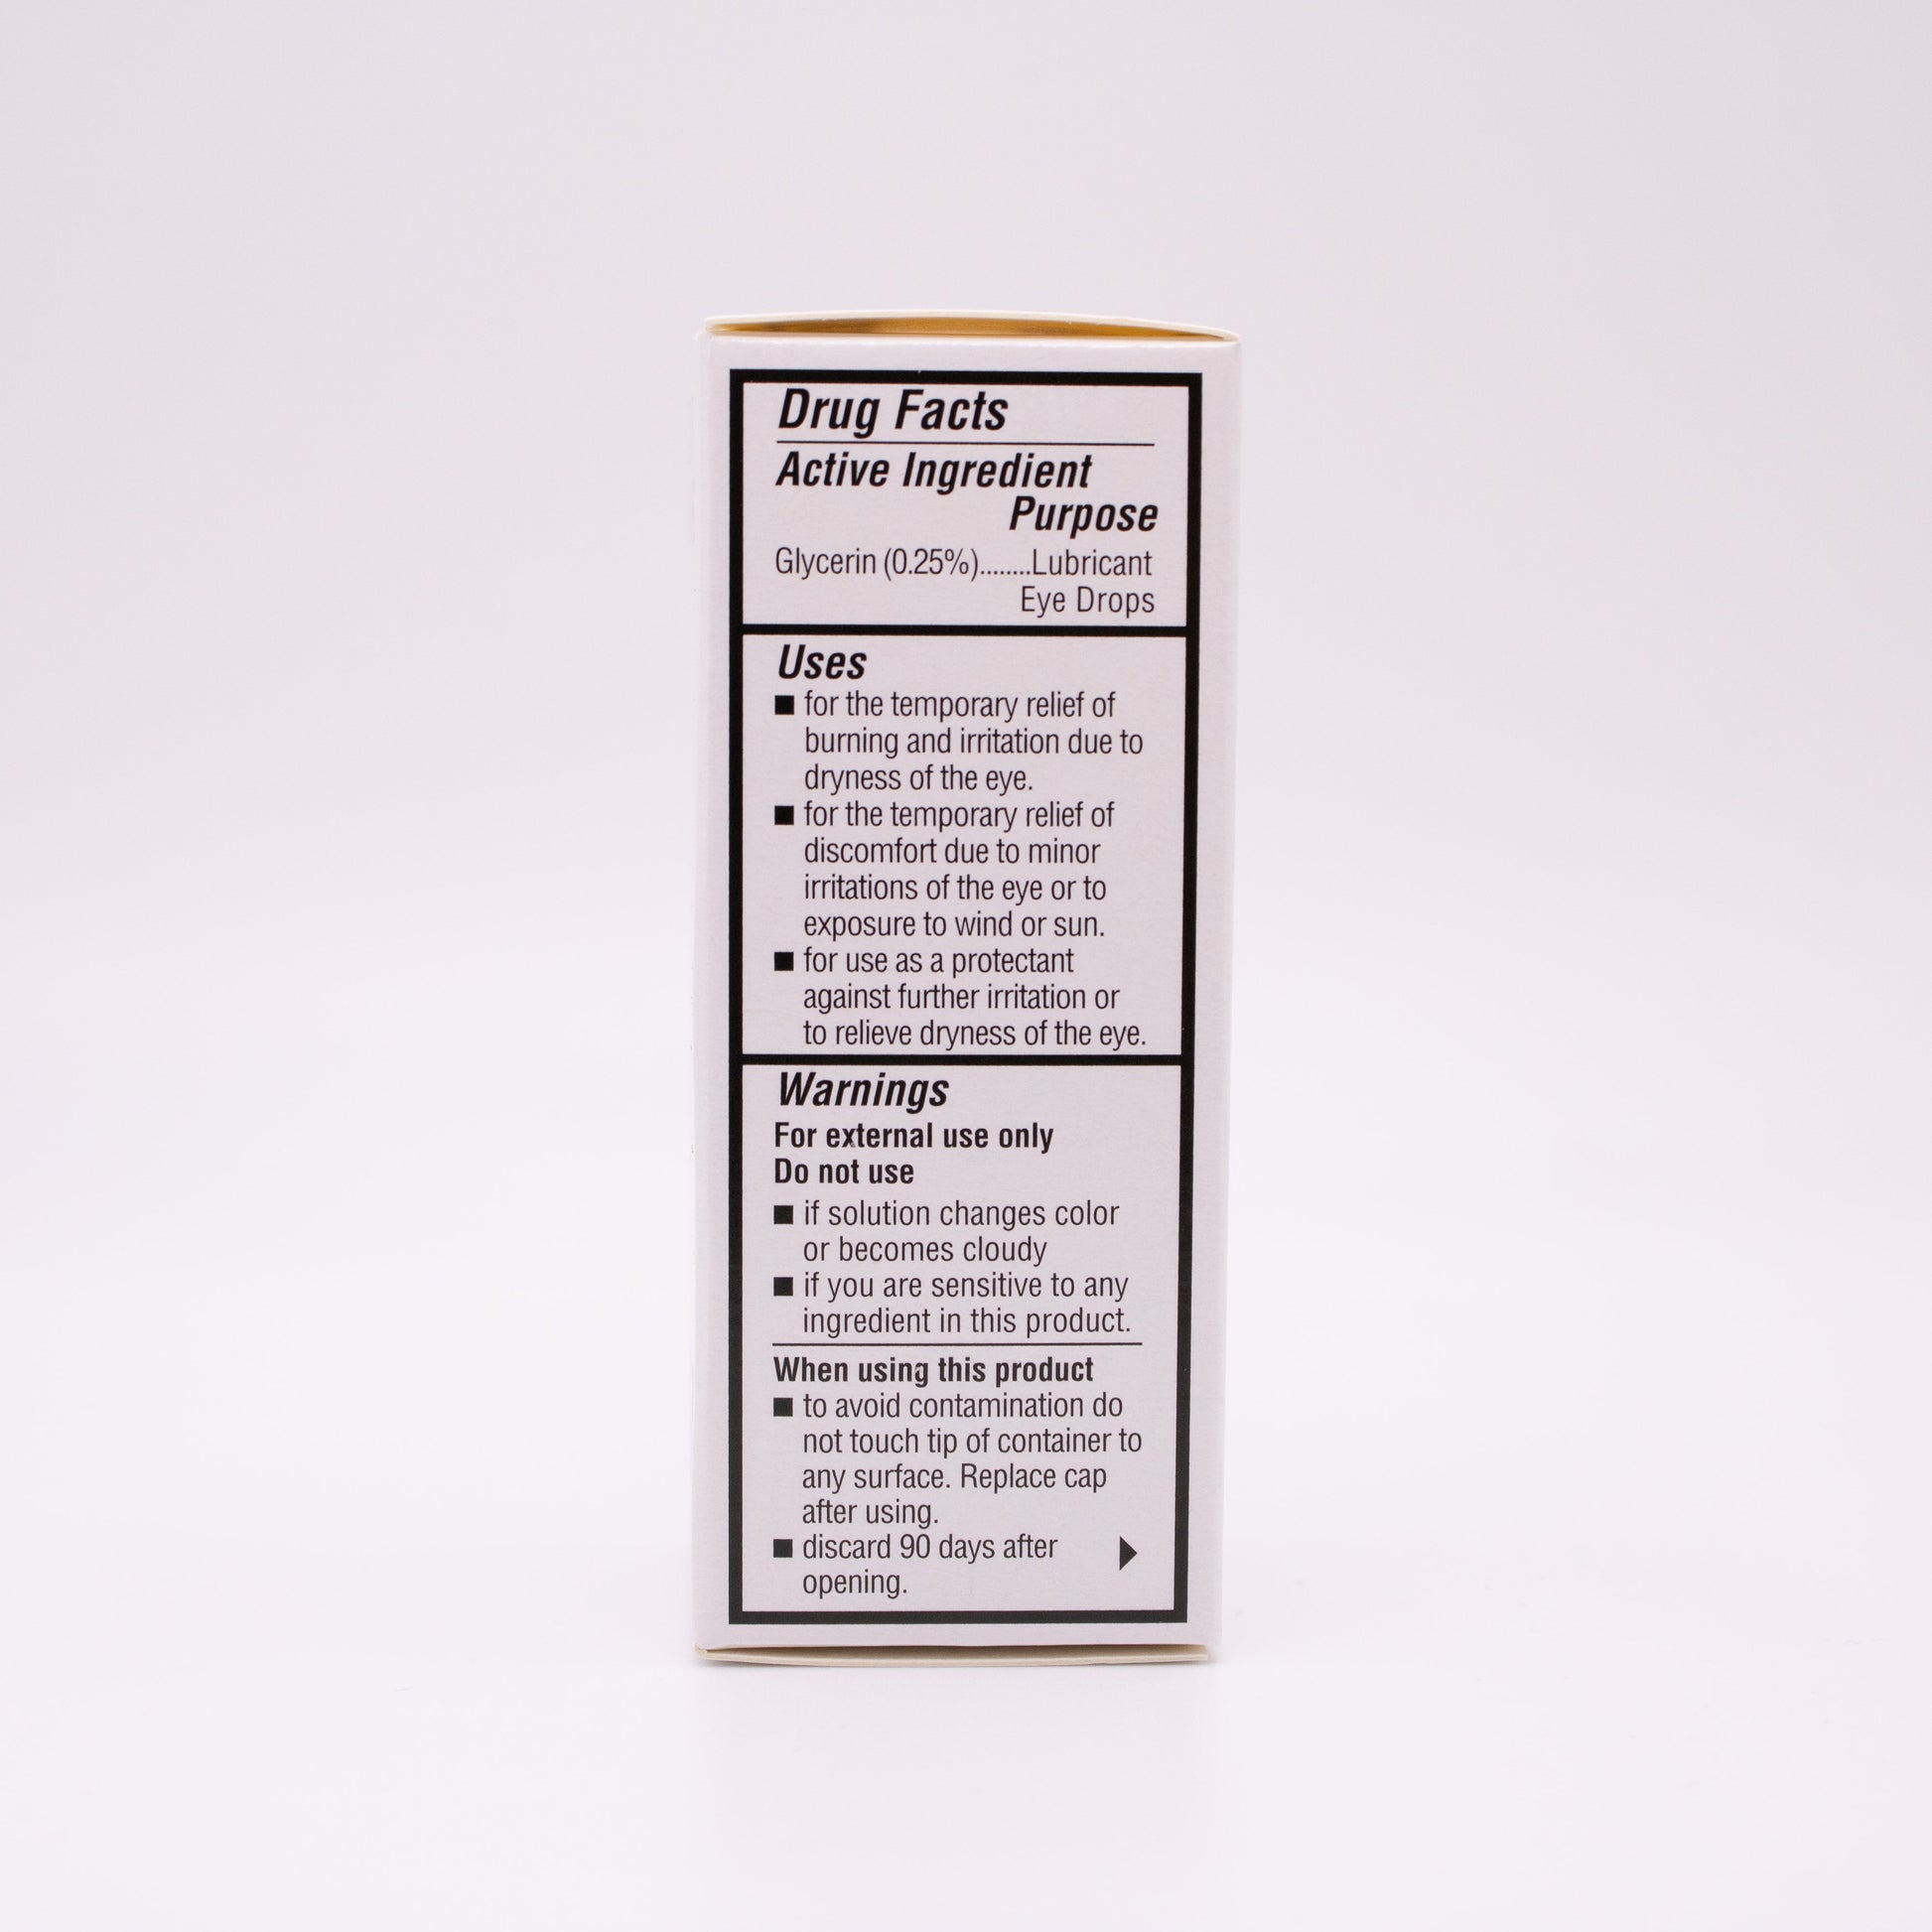 Drug Facts
Active Ingredient
Purpose
Glycerin (0.25%)........Lubricant
Eye Drops
Uses
■ for the temporary relief of
burning and irritation due to
dryness of the eye.
■ for the temporary relief of
discomfort due to minor
irritations of the eye or to
exposure to wind or sun.
■ for use as a protectant
against further irritation or
to relieve dryness of the eye.
Warnings
For external use only
Do not use
■ if solution changes color
or becomes cloudy
■ if you are sensitive to any
ingredient in this product.
When using this product
■ to avoid contamination do
not touch tip of container to
any surface. Replace cap
after using.
■ discard 90 days after
opening.